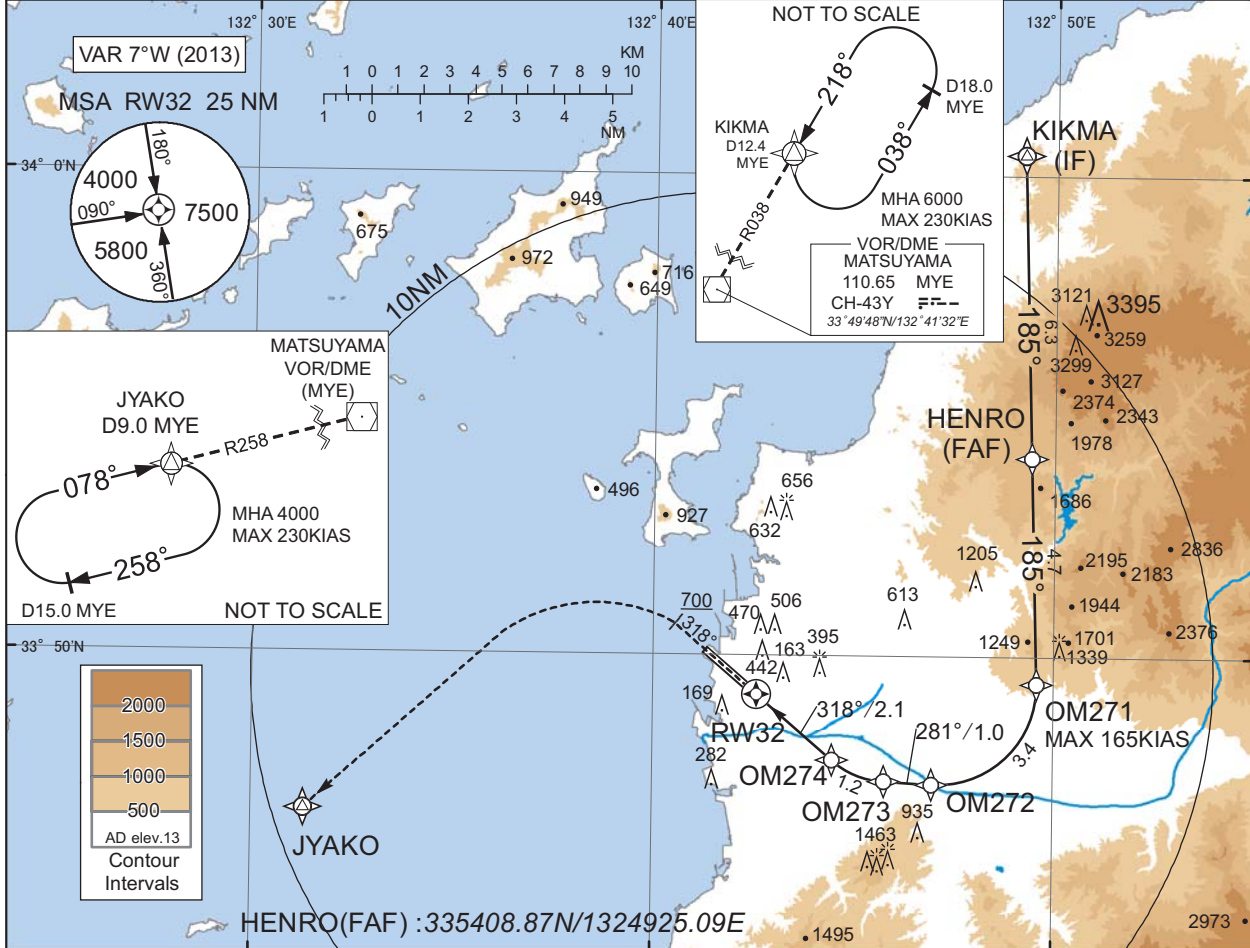 132° 30'E
132° 40'E
132° 50'E
VAR 7°W (2013)
KM
1 0 1 2 3 4 5 6 7 8 9 10
1 0 1 2 3 4 5
NM
MSA RW32 25 NM
180°
4000
090°
7500
5800
360°
34° 0'N
NOT TO SCALE
218°
D18.0
MYE
KIKMA
D12.4
MYE
038°
R038
MHA 6000
MAX 230KIAS
VOR/DME
MATSUYAMA
110.65 MYE
CH-43Y
33°49'48"N/132°41'32"E
KIKMA
(IF)
949
675
972
716
649
10NM
3121
3395
185°
6.3
3259
3299
3127
2374
2343
1978
HENRO
(FAF)
MATSUYAMA
VOR/DME
(MYE)
JYAKO
D9.0 MYE
R258
078°
MHA 4000
MAX 230KIAS
258°
D15.0 MYE
NOT TO SCALE
496
927
656
632
1686
185°
4.7
1205
2195
2836
2183
613
1944
700
318°
470
506
163
395
442
1249
1701
1339
2376
33° 50'N
169
RW32
318°/2.1
281°/1.0
OM271
MAX 165KIAS
3.4
282
OM274
1.2
OM273
OM272
935
1463
JYAKO
2000
1500
1000
500
AD elev.13
Contour
Intervals
HENRO(FAF) :335408.87N/1324925.09E
1495
2973